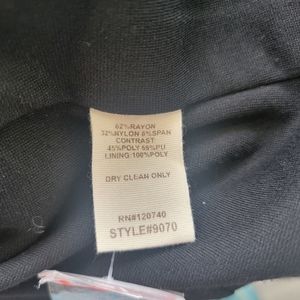 62%RAYON
32%NYLON 6%SPAN
CONTRAST
45%POLY 55%PU
LINING:100%POLY
DRY CLEAN ONLY
RN#120740
STYLE#9070